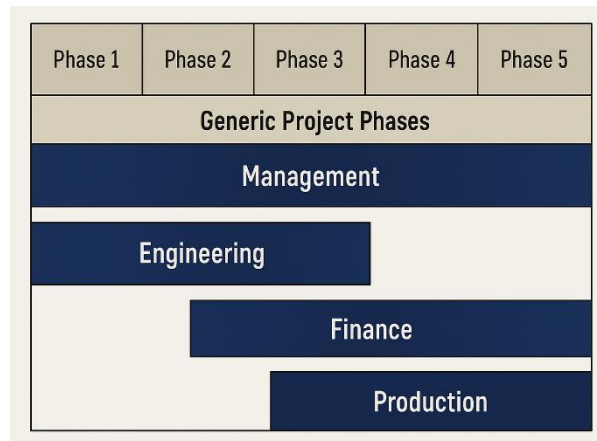 Phase 1 Phase 2 Phase 3 Phase 4 Phase 5
Generic Project Phases
Management
Engineering
Finance
Production